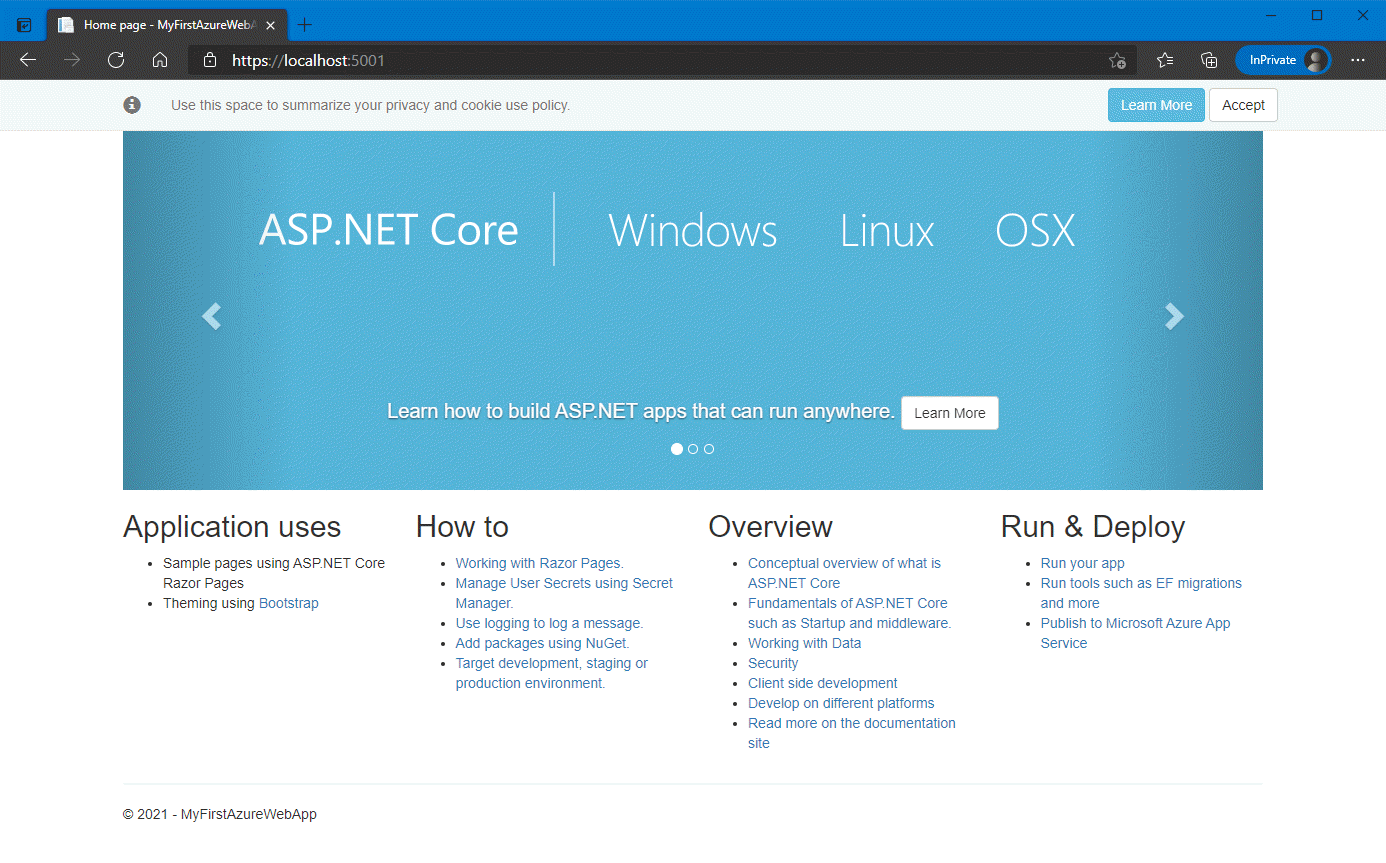 Home page - MyFirstAzureWebA
https://localhost:5001
InPrivate
Use this space to summarize your privacy and cookie use policy.
Learn More
Accept
ASP.NET Core
Windows
Linux
OSX
Learn how to build ASP.NET apps that can run anywhere.
Learn More
Application uses
Sample pages using ASP.NET Core
Razor Pages
Theming using Bootstrap
How to
Working with Razor Pages.
Manage User Secrets using Secret
Manager.
Use logging to log a message.
Add packages using NuGet.
Target development, staging or
production environment.
Overview
Conceptual overview of what is
ASP.NET Core
Fundamentals of ASP.NET Core
such as Startup and middleware.
Working with Data
Security
Client side development
Develop on different platforms
Read more on the documentation
site
Run & Deploy
Run your app
Run tools such as EF migrations
and more
Publish to Microsoft Azure App
Service
© 2021 - MyFirstAzureWebApp